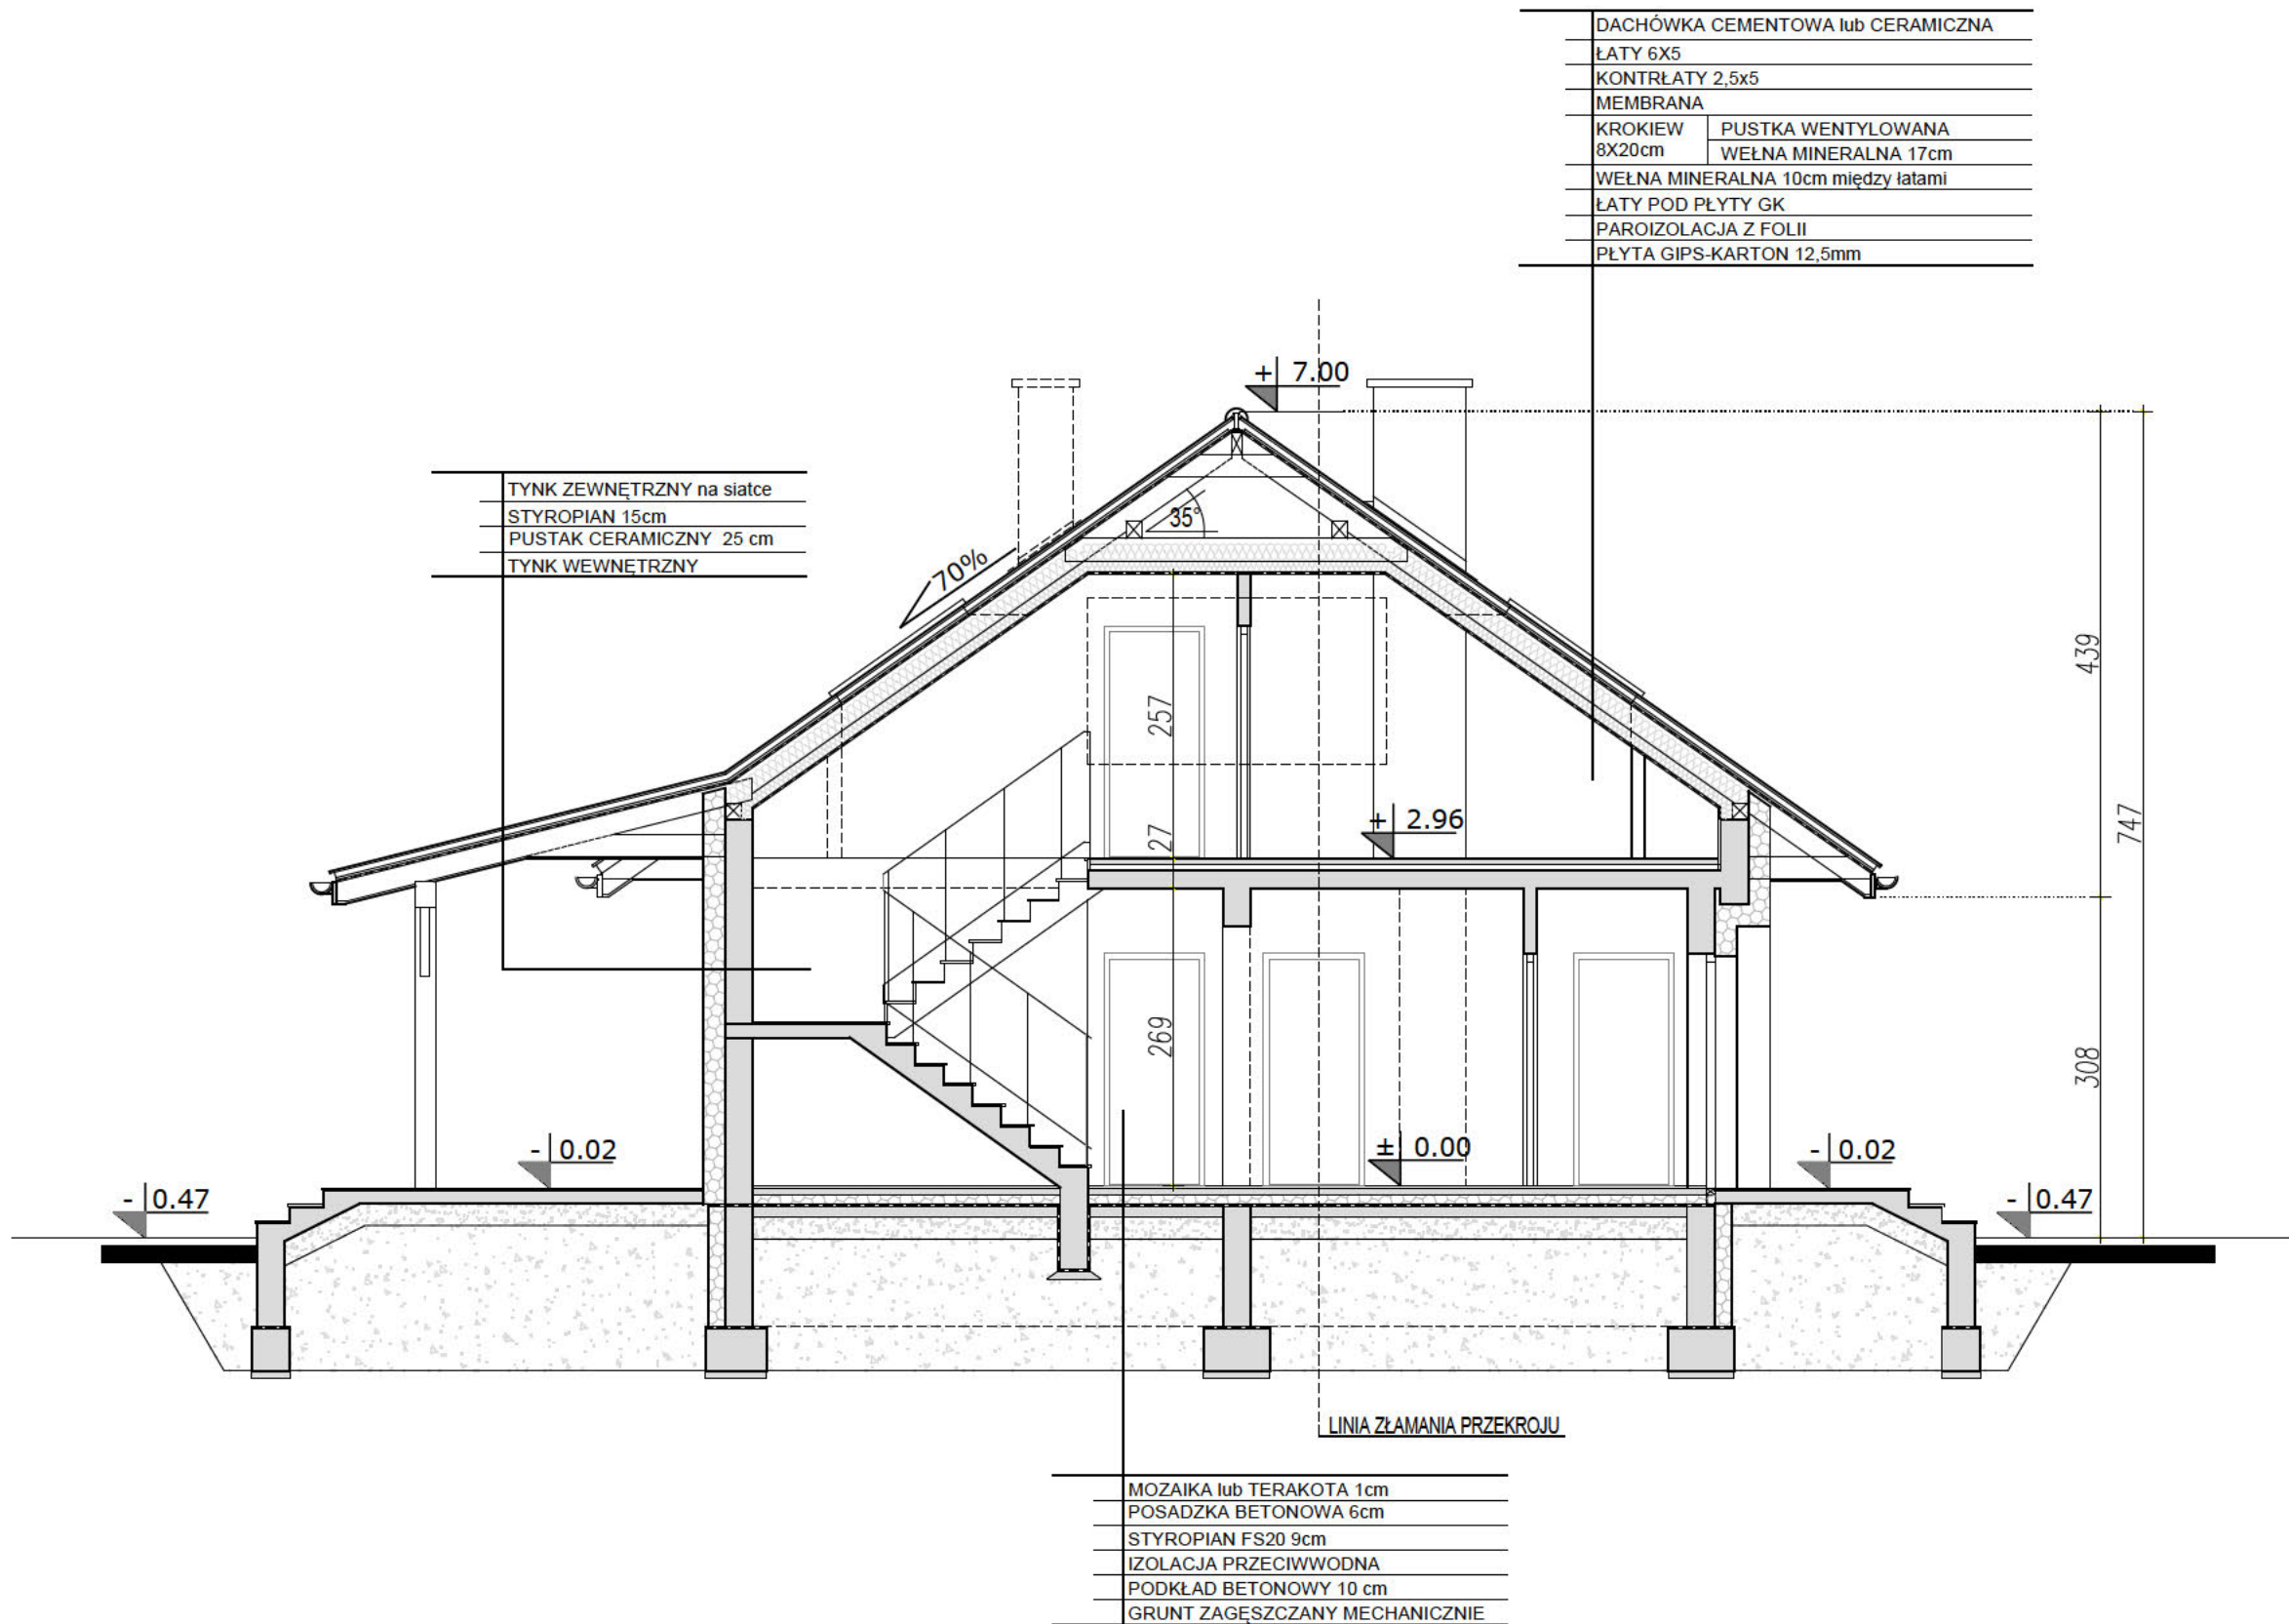 DACHÓWKA CEMENTOWA lub CERAMICZNA
ŁATY 6X5
KONTRŁATY 2,5x5
MEMBRANA
KROKIEW 8X20cm
PUSTKA WENTYLOWANA
WEŁNA MINERALNA 17cm
WEŁNA MINERALNA 10cm między łatami
ŁATY POD PŁYTY GK
PAROIZOLACJA Z FOLII
PŁYTA GIPS-KARTON 12,5mm
+ 7.00
TYNK ZEWNĘTRZNY na siatce
STYROPIAN 15cm
PUSTAK CERAMICZNY 25 cm
TYNK WEWNĘTRZNY
35°
70%
439
257
747
27
+ 2.96
269
308
- 0.02
± 0.00
- 0.02
- 0.47
- 0.47
LINIA ZŁAMANIA PRZEKROJU
MOZAIKA lub TERAKOTA 1cm
POSADZKA BETONOWA 6cm
STYROPIAN FS20 9cm
IZOLACJA PRZECIWWODNA
PODKŁAD BETONOWY 10 cm
GRUNT ZAGĘSZCZANY MECHANICZNIE